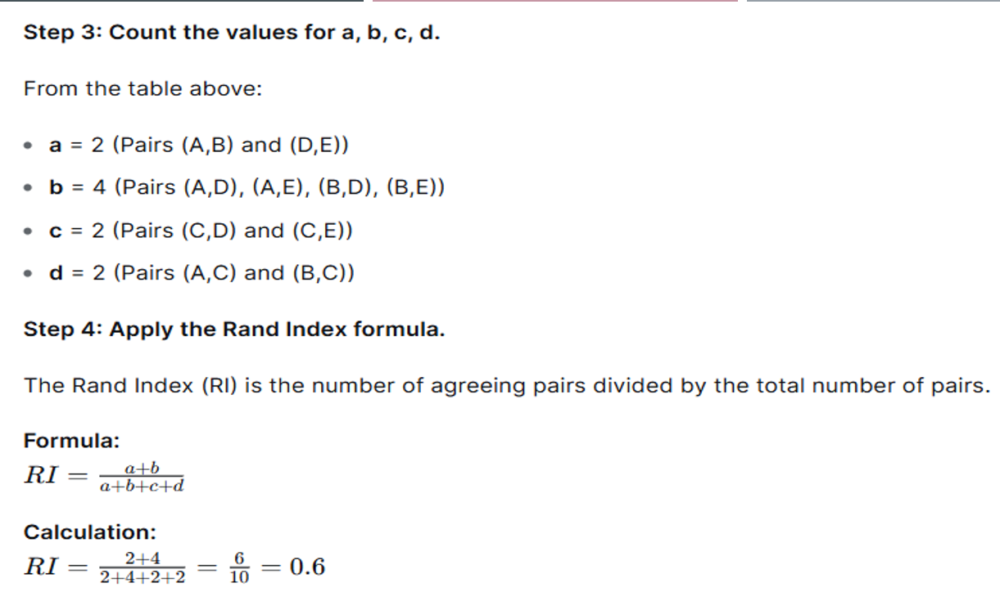 Step 3: Count the values for a, b, c, d.
From the table above:
• a = 2 (Pairs (A,B) and (D,E))
• b = 4 (Pairs (A,D), (A,E), (B,D), (B,E))
• c = 2 (Pairs (C,D) and (C,E))
• d = 2 (Pairs (A,C) and (B,C))
Step 4: Apply the Rand Index formula.
The Rand Index (RI) is the number of agreeing pairs divided by the total number of pairs.
Formula:
RI = \frac{a+b}{a+b+c+d}
Calculation:
RI = \frac{2+4}{2+4+2+2} = \frac{6}{10} = 0.6